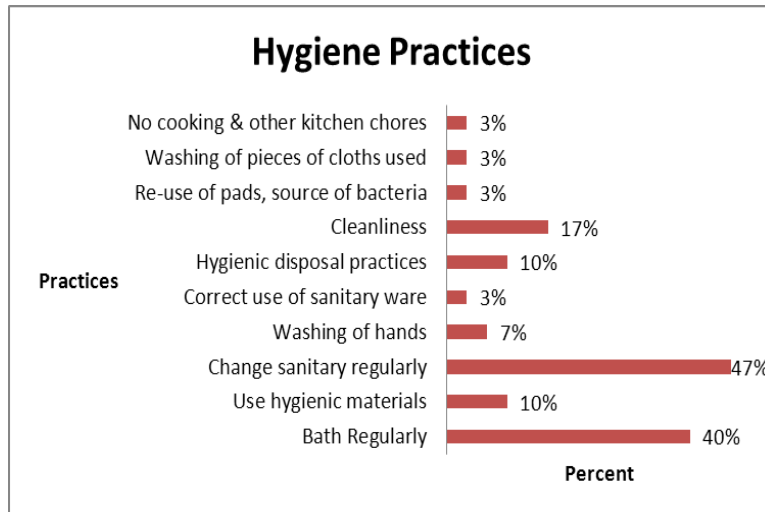 Hygiene Practices
No cooking & other kitchen chores 3%
Washing of pieces of cloths used 3%
Re-use of pads, source of bacteria 3%
Cleanliness 17%
Hygienic disposal practices 10%
Practices
Correct use of sanitary ware 3%
Washing of hands 7%
Change sanitary regularly 47%
Use hygienic materials 10%
Bath Regularly 40%
Percent